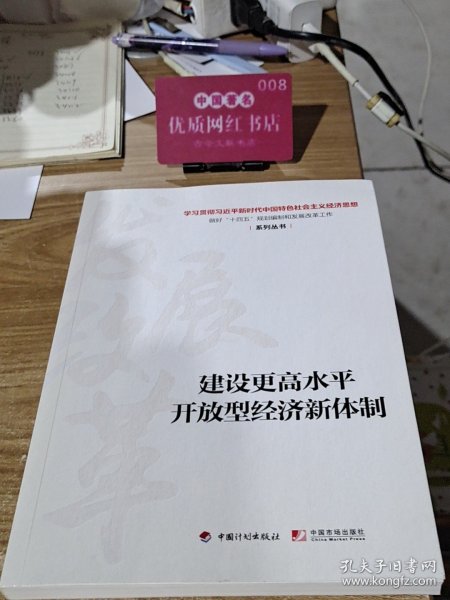 008
中国著名
优质网红书店
学习贯彻习近平新时代中国特色社会主义经济思想
做好“十四五”规划编制和发展改革工作
系列丛书
发展
改革
建设更高水平
开放型经济新体制
中国计划出版社
中国市场出版社
China Market Press
孔夫子旧书网
www.kongfz.com